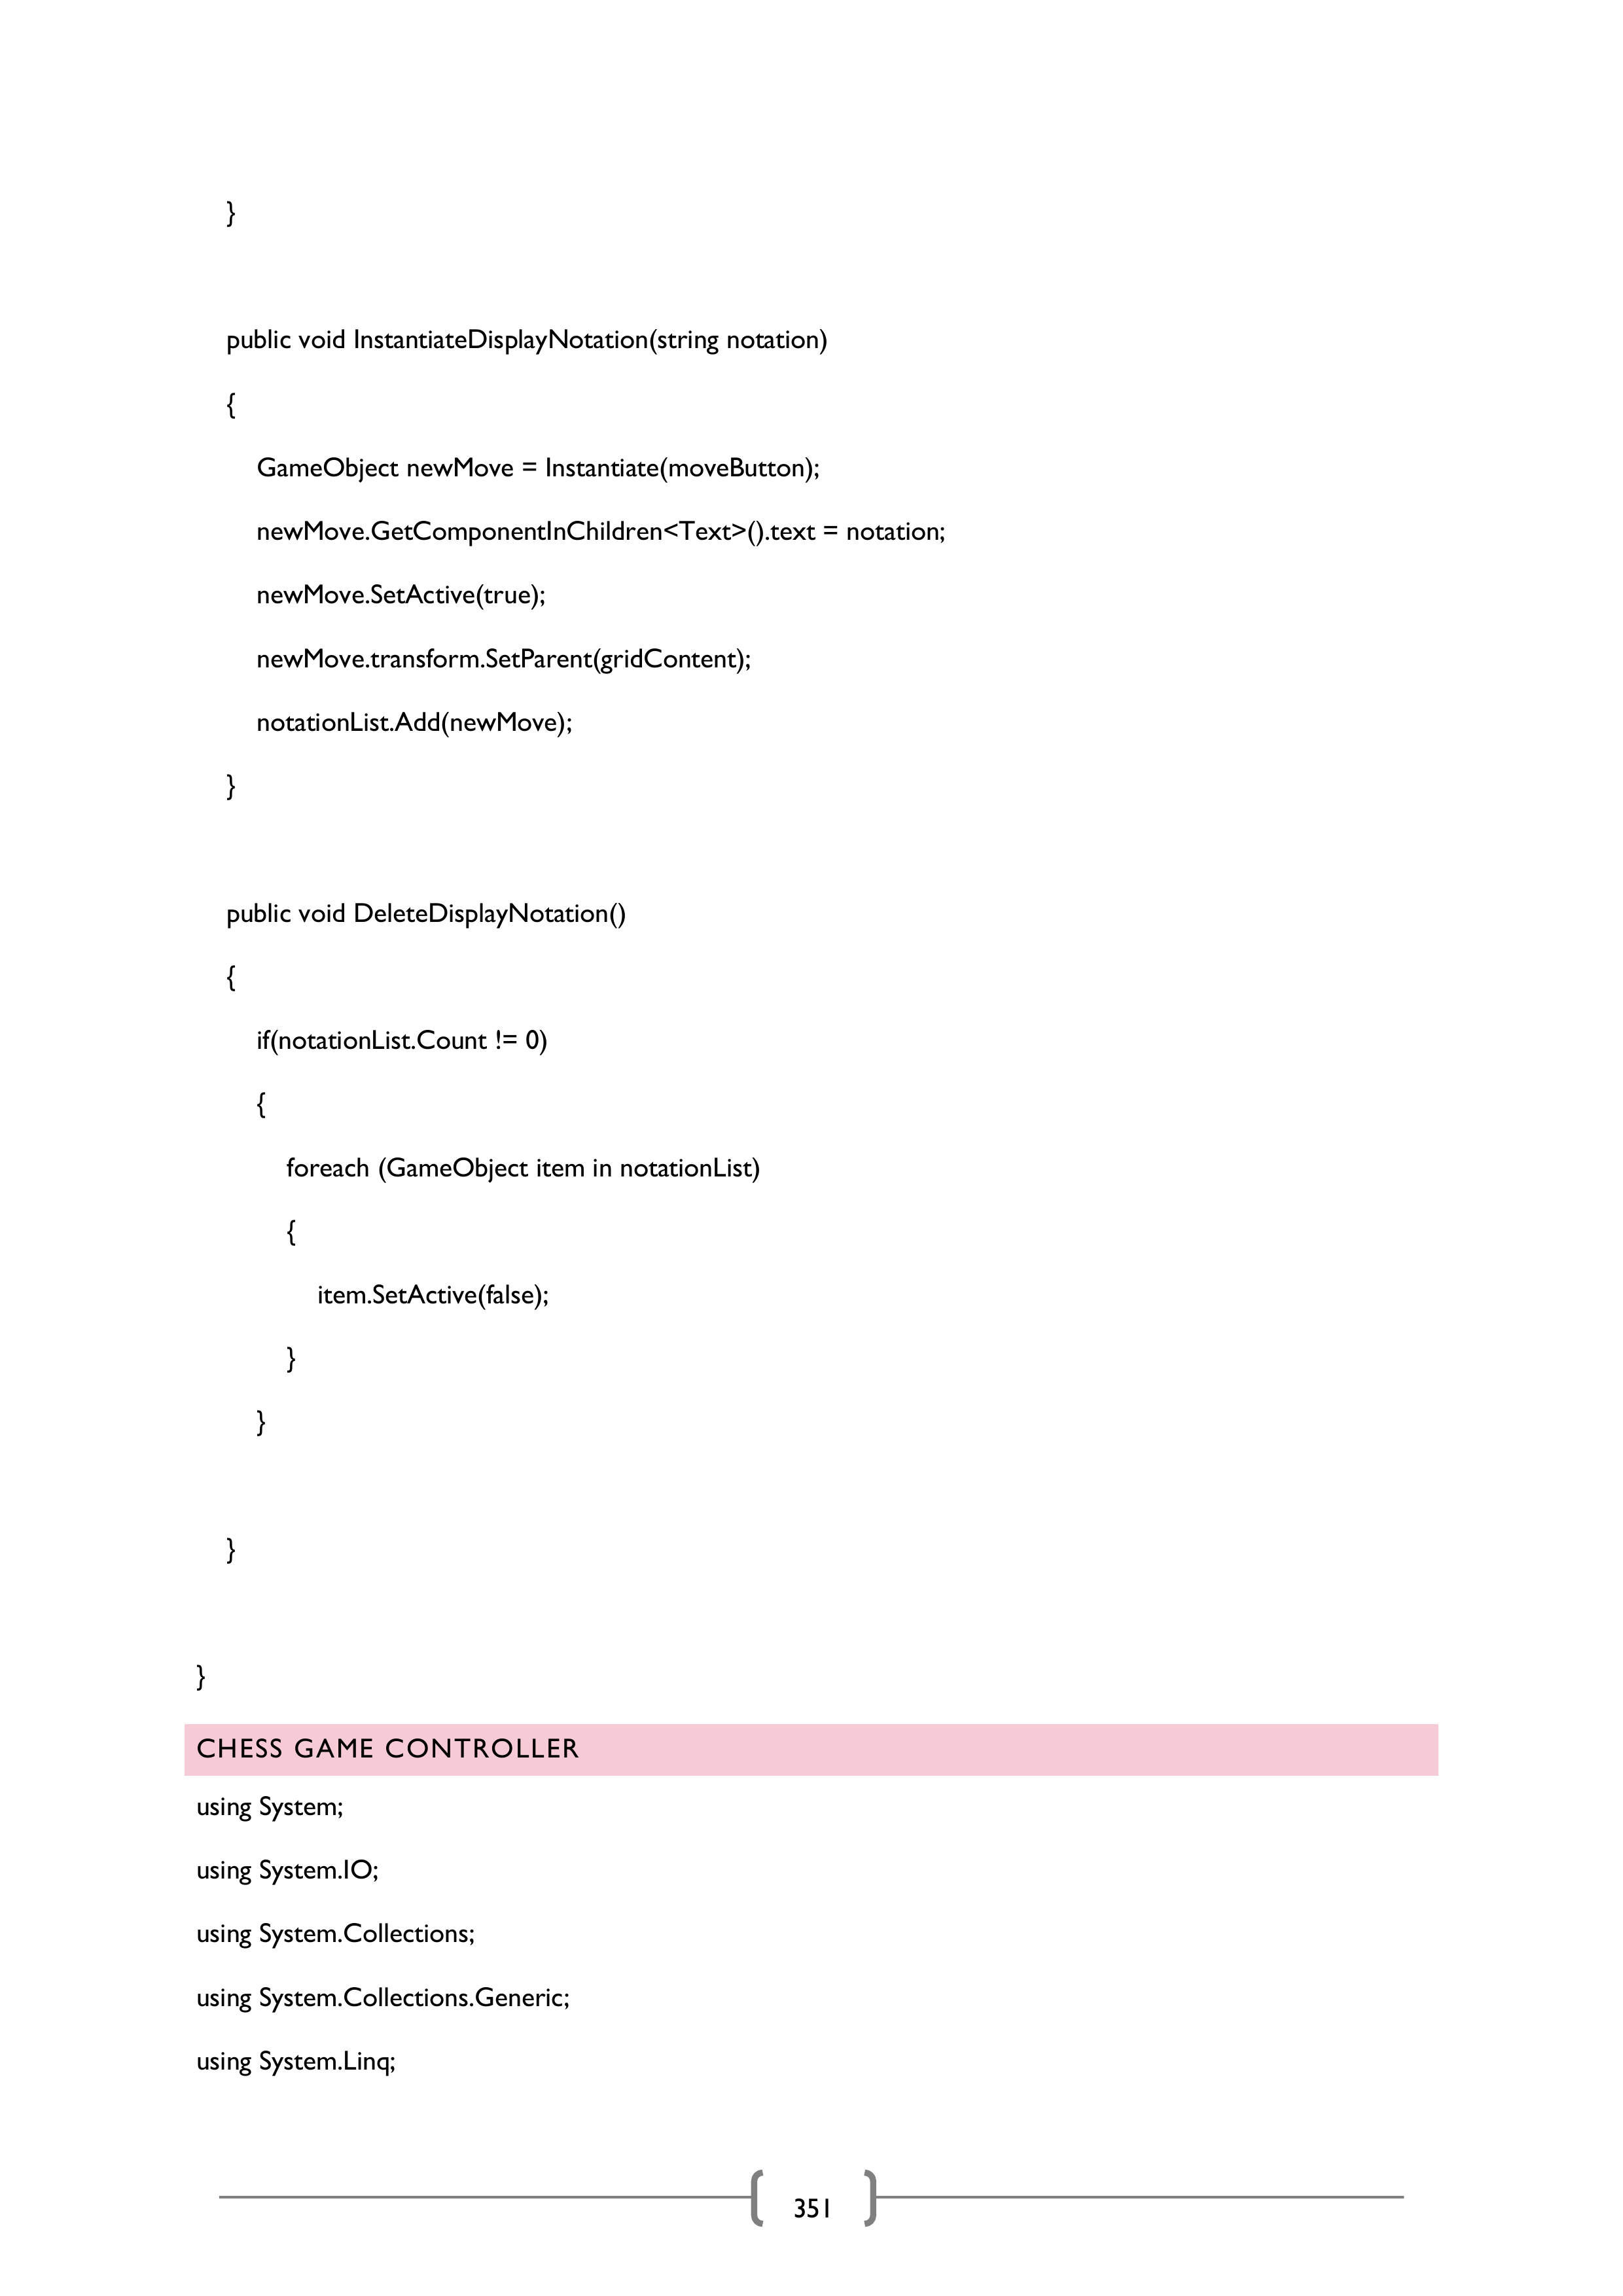 }
public void InstantiateDisplayNotation(string notation)
{
GameObject newMove = Instantiate(moveButton);
newMove.GetComponentInChildren<Text>().text = notation;
newMove.SetActive(true);
newMove.transform.SetParent(gridContent);
notationList.Add(newMove);
}
public void DeleteDisplayNotation()
{
if(notationList.Count != 0)
{
foreach (GameObject item in notationList)
{
item.SetActive(false);
}
}
}
}
CHESS GAME CONTROLLER
using System;
using System.IO;
using System.Collections;
using System.Collections.Generic;
using System.Linq;
351